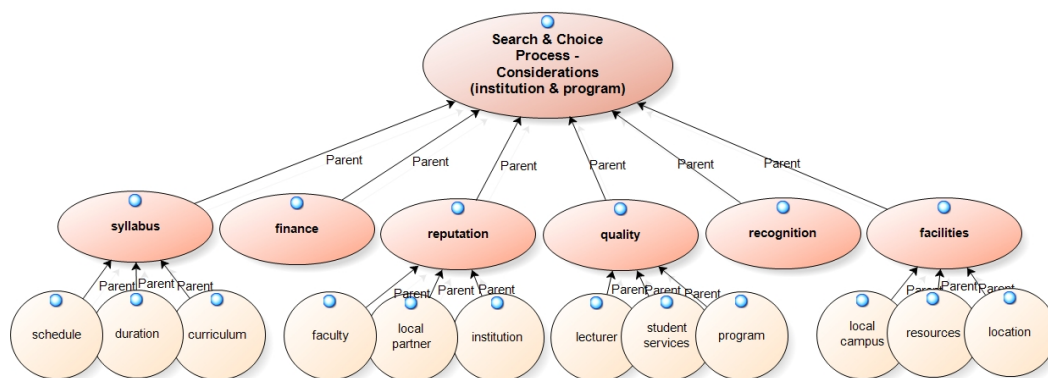 Search & Choice
Process -
Considerations
(institution & program)
Parent
Parent
Parent
Parent
Parent
Parent
syllabus
finance
reputation
quality
recognition
facilities
Parent
Parent
Parent
Parent
Parent
Parent
Parent
Parent
Parent
Parent
Parent
Parent
schedule
duration
curriculum
faculty
local
partner
institution
lecturer
student
services
program
local
campus
resources
location